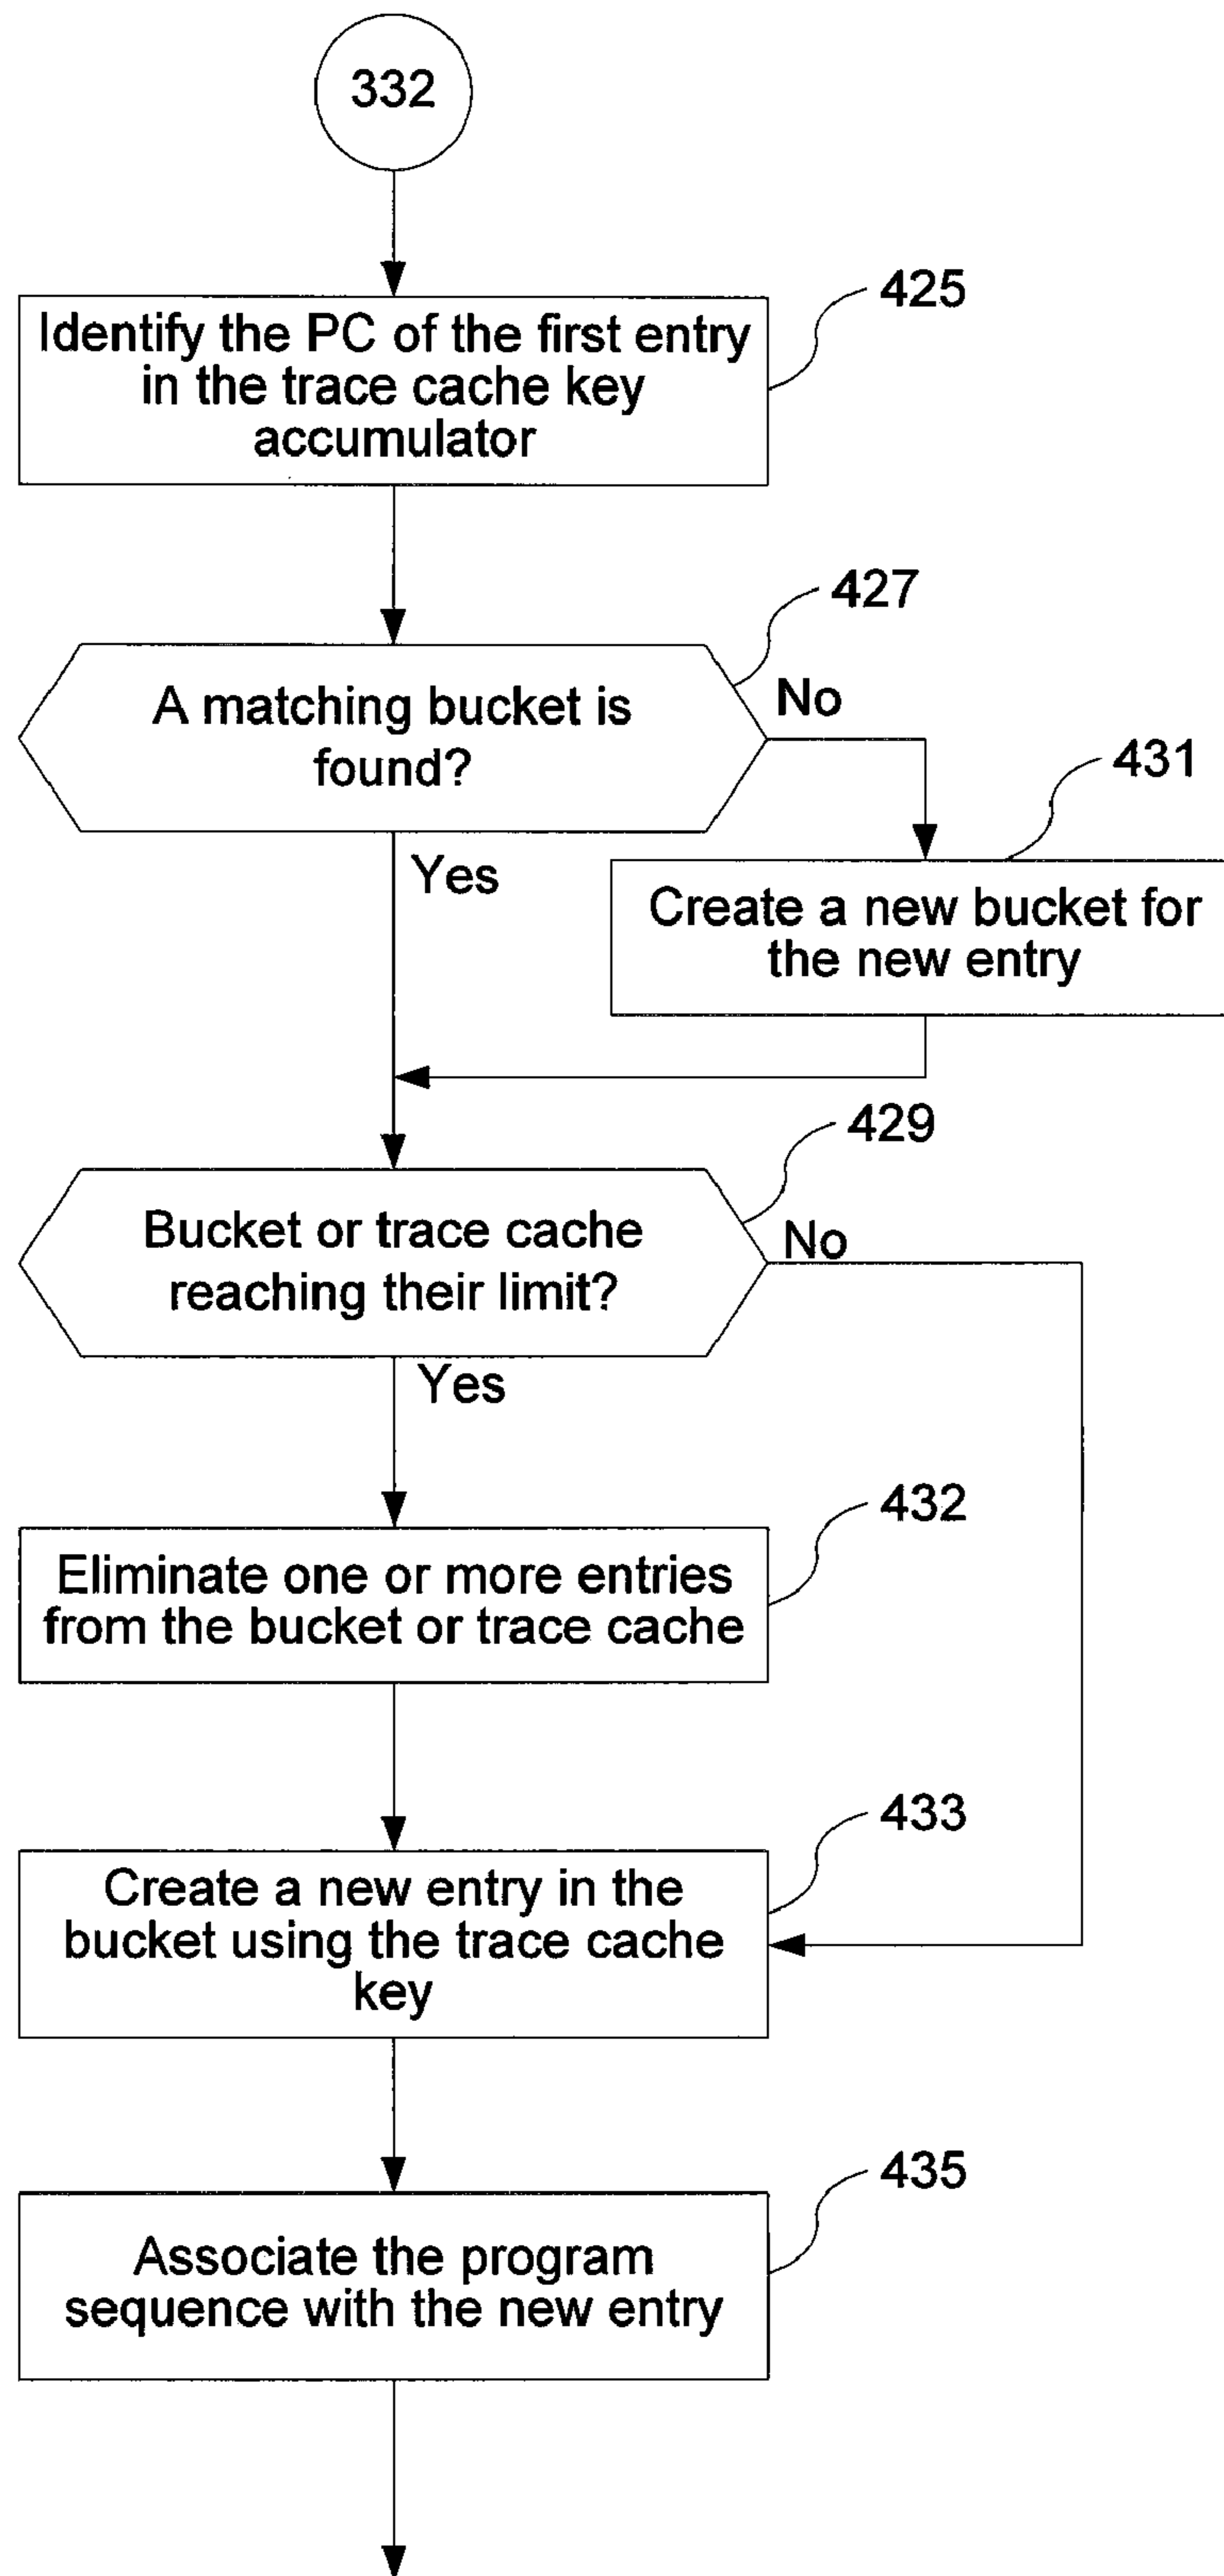 332
425
Identify the PC of the first entry
in the trace cache key
accumulator
427
A matching bucket is
found?
No
431
Yes
Create a new bucket for
the new entry
429
Bucket or trace cache
reaching their limit?
No
Yes
432
Eliminate one or more entries
from the bucket or trace cache
433
Create a new entry in the
bucket using the trace cache
key
435
Associate the program
sequence with the new entry